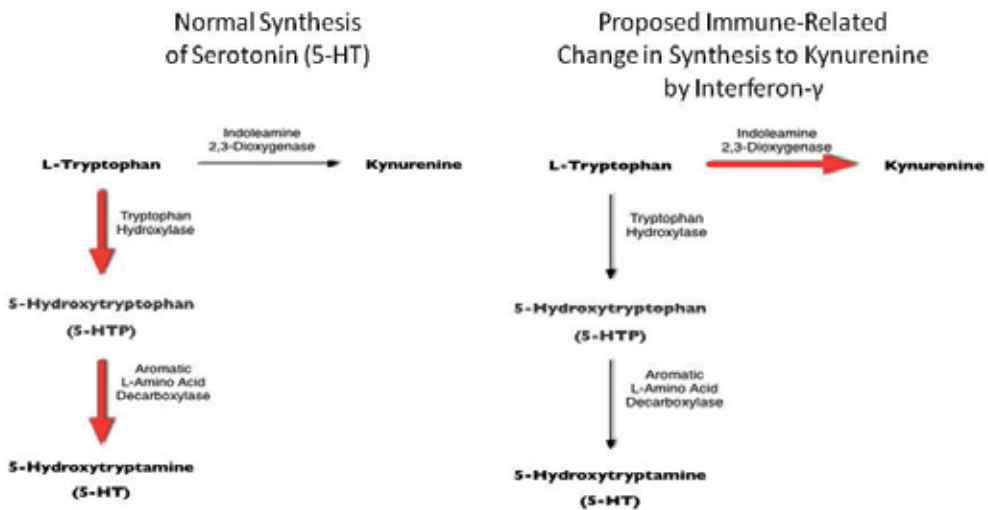 Normal Synthesis
of Serotonin (5-HT)
Indoleamine
2,3-Dioxygenase
L-Tryptophan
Kynurenine
Tryptophan
Hydroxylase
5-Hydroxytryptophan
(5-HTP)
Aromatic
L-Amino Acid
Decarboxylase
5-Hydroxytryptamine
(5-HT)
Proposed Immune-Related
Change in Synthesis to Kynurenine
by Interferon-γ
Indoleamine
2,3-Dioxygenase
L-Tryptophan
Kynurenine
Tryptophan
Hydroxylase
5-Hydroxytryptophan
(5-HTP)
Aromatic
L-Amino Acid
Decarboxylase
5-Hydroxytryptamine
(5-HT)